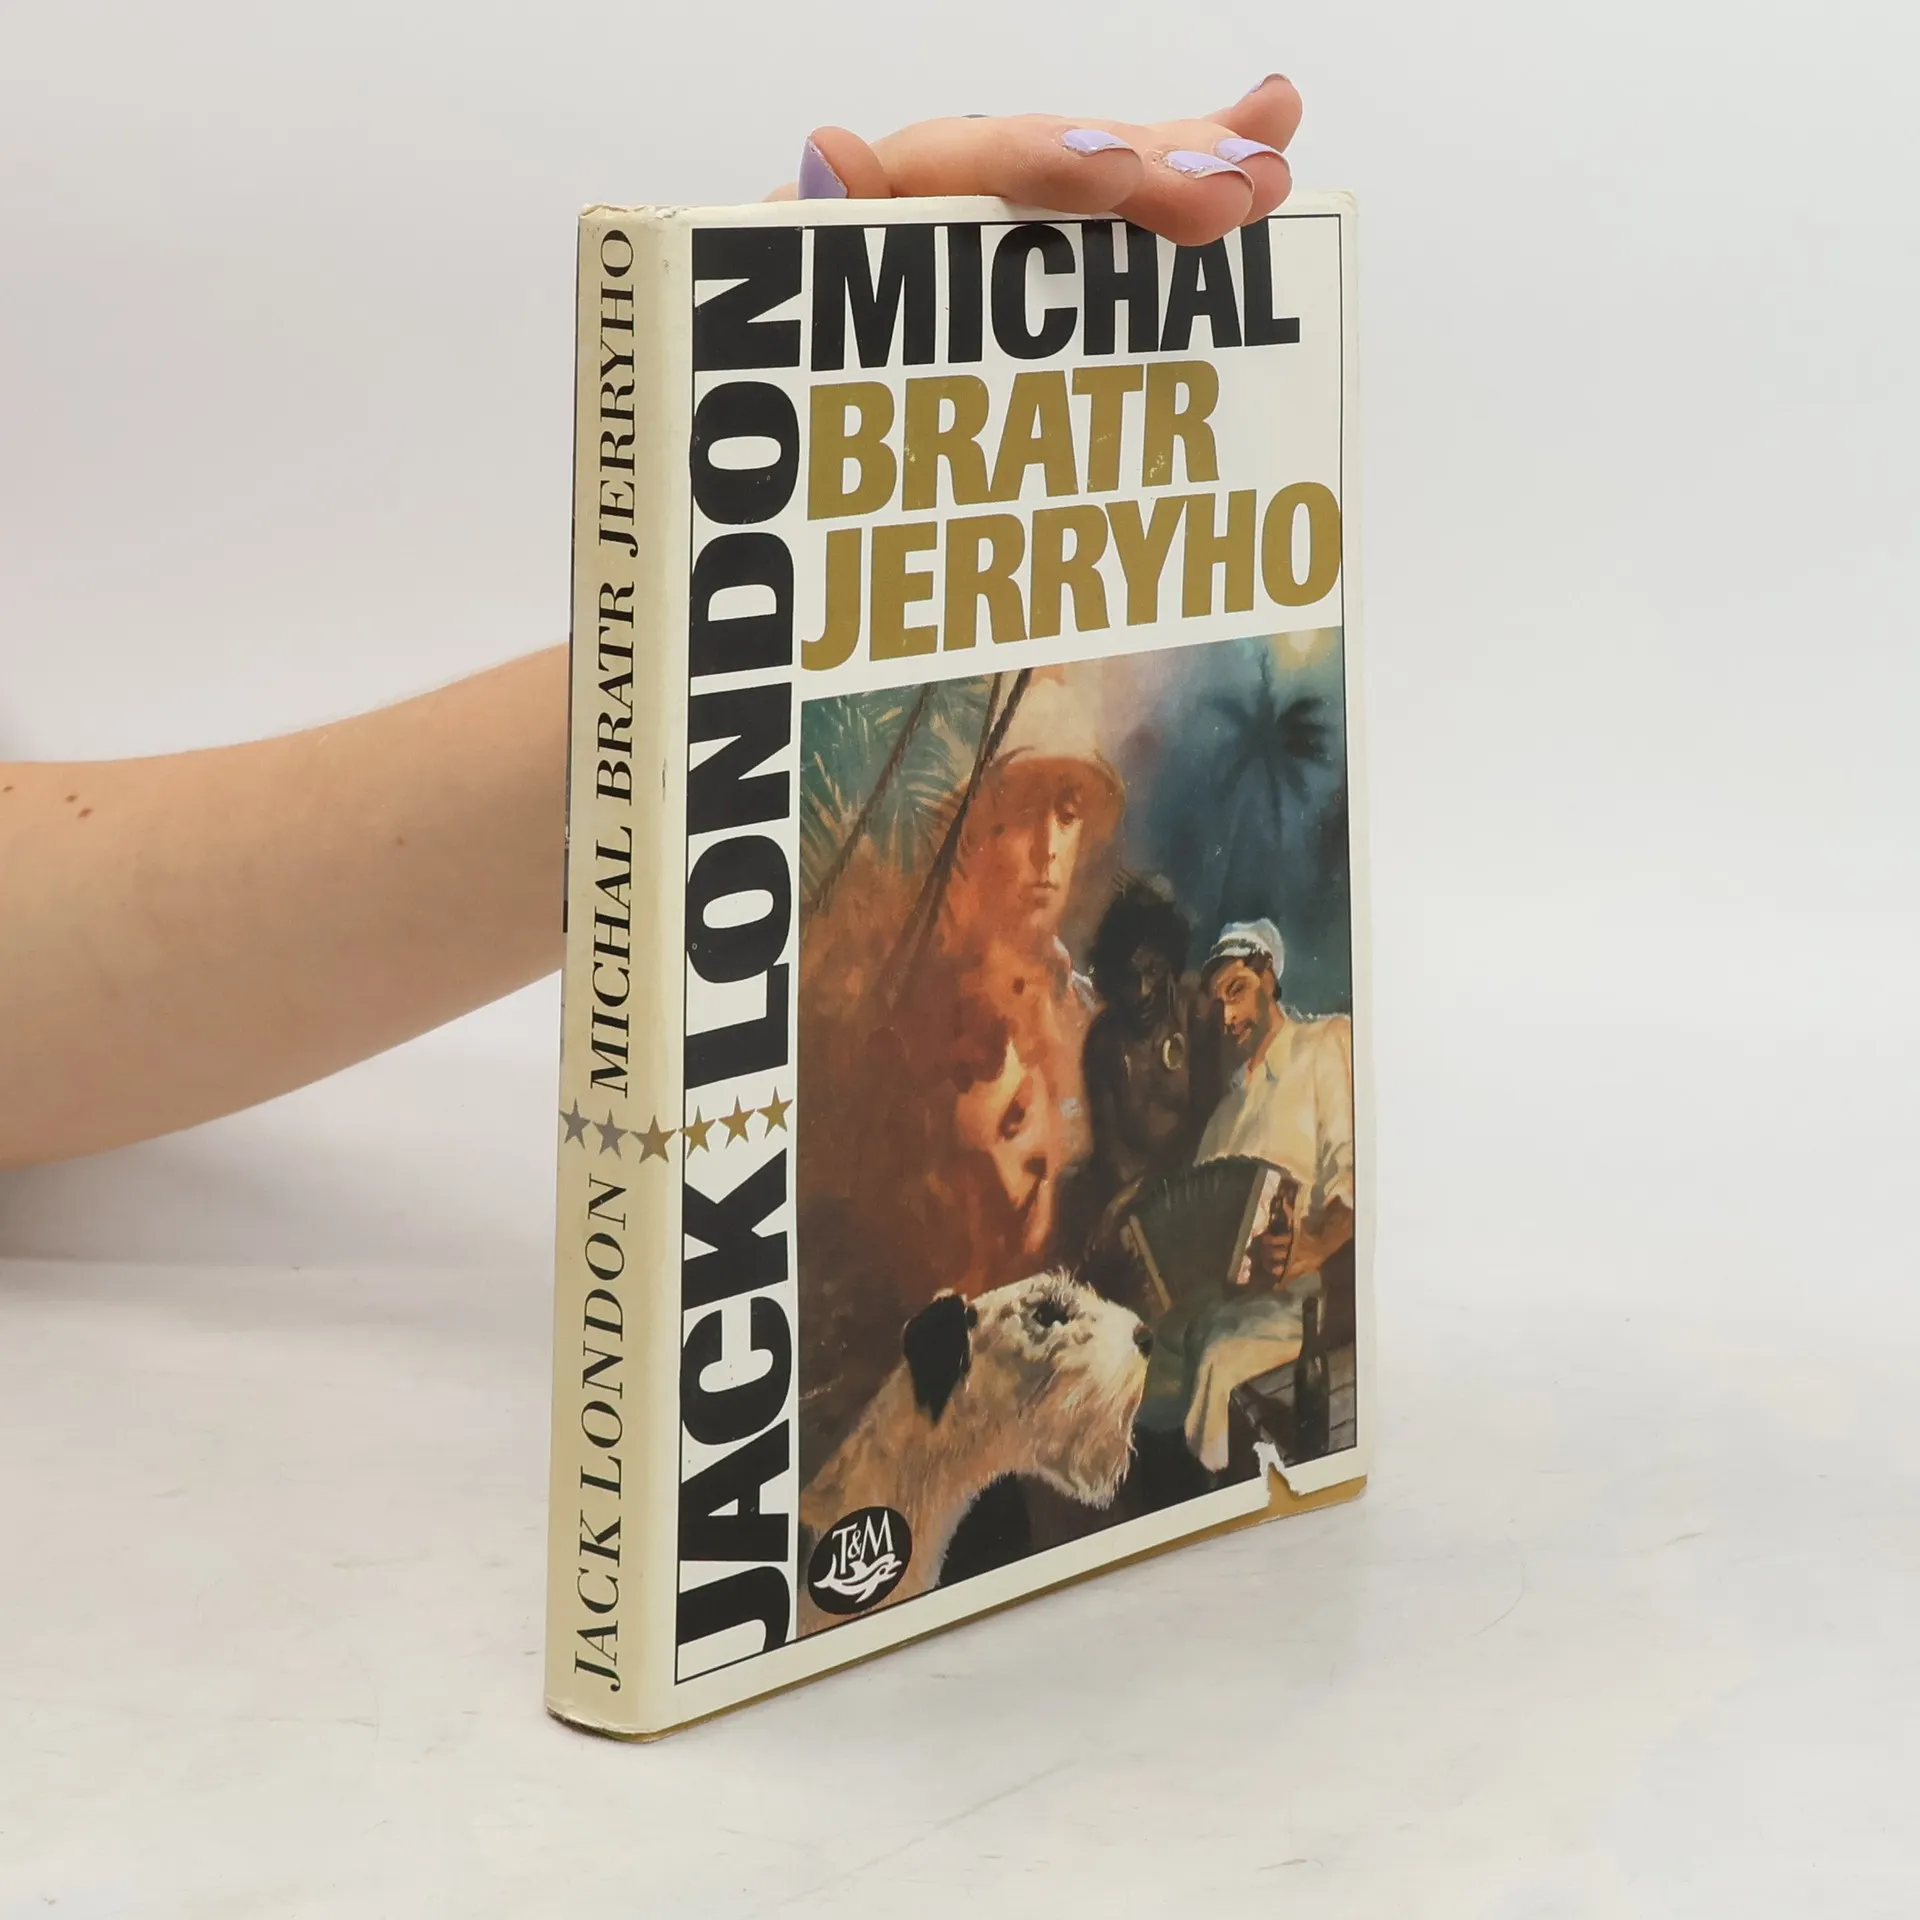 JACK LONDON MICHAL BRATR JERRYHO
JACK LONDON
MICHAL
BRATR
JERRYHO
T&M